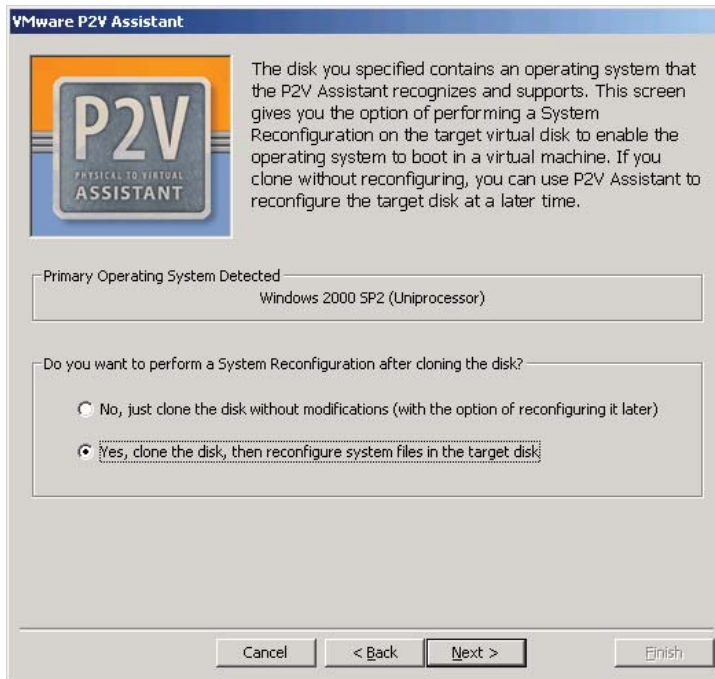 VMware P2V Assistant
P2V
PHYSICAL TO VIRTUAL
ASSISTANT
The disk you specified contains an operating system that
the P2V Assistant recognizes and supports. This screen
gives you the option of performing a System
Reconfiguration on the target virtual disk to enable the
operating system to boot in a virtual machine. If you
clone without reconfiguring, you can use P2V Assistant to
reconfigure the target disk at a later time.
Primary Operating System Detected
Windows 2000 SP2 (Uniprocessor)
Do you want to perform a System Reconfiguration after cloning the disk?
No, just clone the disk without modifications (with the option of reconfiguring it later)
Yes, clone the disk, then reconfigure system files in the target disk
Cancel < Back Next > Finish